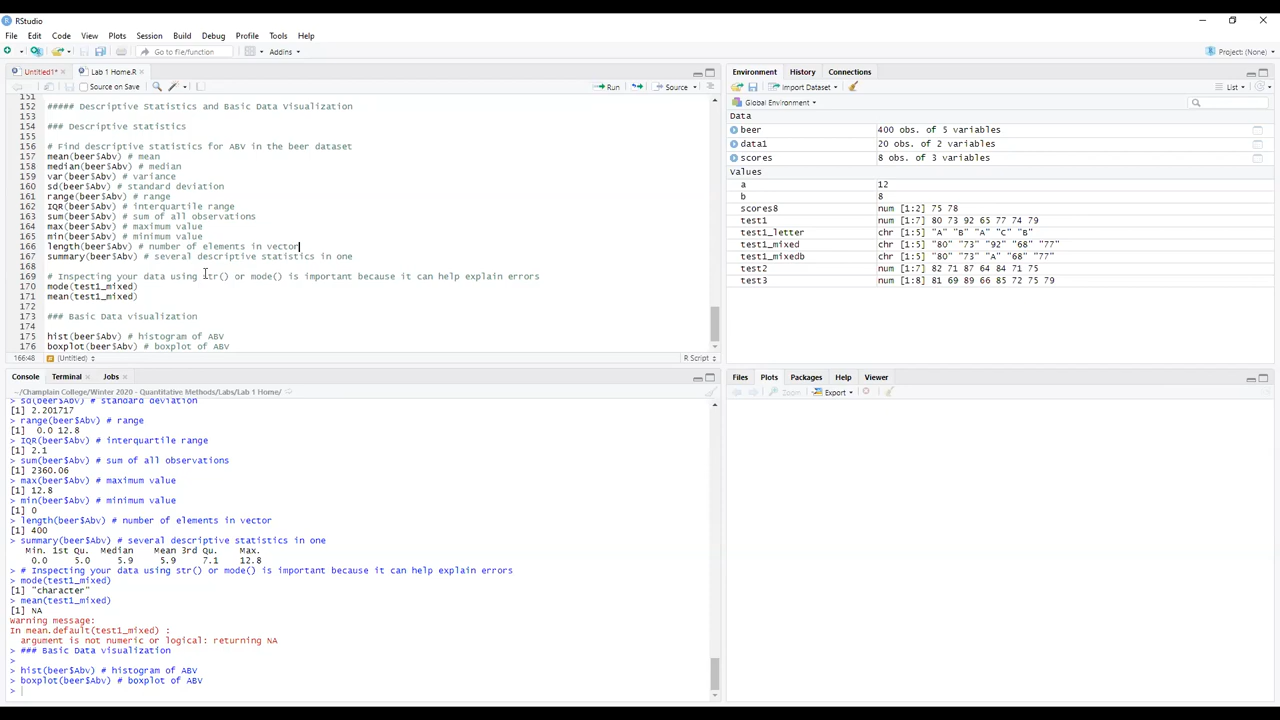 RStudio
File Edit Code View Plots Session Build Debug Profile Tools Help
Go to file/function Addins Project: (None)
Untitled1* Lab 1 Home.R
Source on Save Run Source
151
152 ##### Descriptive Statistics and Basic Data Visualization
153
154 ### Descriptive statistics
155
156 # Find descriptive statistics for ABV in the beer dataset
157 mean(beer$Abv) # mean
158 median(beer$Abv) # median
159 var(beer$Abv) # variance
160 sd(beer$Abv) # standard deviation
161 range(beer$Abv) # range
162 IQR(beer$Abv) # interquartile range
163 sum(beer$Abv) # sum of all observations
164 max(beer$Abv) # maximum value
165 min(beer$Abv) # minimum value
166 length(beer$Abv) # number of elements in vector
167 summary(beer$Abv) # several descriptive statistics in one
168
169 # Inspecting your data using str() or mode() is important because it can help explain errors
170 mode(test1_mixed)
171 mean(test1_mixed)
172
173 ### Basic Data visualization
174
175 hist(beer$Abv) # histogram of ABV
176 boxplot(beer$Abv) # boxplot of ABV
166:48 (Untitled) R Script
Console Terminal Jobs
~/Champlain College/Winter 2020 - Quantitative Methods/Labs/Lab 1 Home/
> sd(beer$Abv) # standard deviation
[1] 2.201717
> range(beer$Abv) # range
[1] 0.0 12.8
> IQR(beer$Abv) # interquartile range
[1] 2.1
> sum(beer$Abv) # sum of all observations
[1] 2360.06
> max(beer$Abv) # maximum value
[1] 12.8
> min(beer$Abv) # minimum value
[1] 0
> length(beer$Abv) # number of elements in vector
[1] 400
> summary(beer$Abv) # several descriptive statistics in one
Min. 1st Qu. Median Mean 3rd Qu. Max.
0.0 5.0 5.9 5.9 7.1 12.8
> # Inspecting your data using str() or mode() is important because it can help explain errors
> mode(test1_mixed)
[1] "character"
> mean(test1_mixed)
[1] NA
Warning message:
In mean.default(test1_mixed) :
argument is not numeric or logical: returning NA
> ### Basic Data visualization
>
> hist(beer$Abv) # histogram of ABV
> boxplot(beer$Abv) # boxplot of ABV
>
Environment History Connections
Import Dataset List
Global Environment
Data
beer 400 obs. of 5 variables
data1 20 obs. of 2 variables
scores 8 obs. of 3 variables
Values
a 12
b 8
scores8 num [1:2] 75 78
test1 num [1:7] 80 73 92 65 77 74 79
test1_letter chr [1:5] "A" "B" "A" "C" "B"
test1_mixed chr [1:5] "80" "73" "92" "68" "77"
test1_mixedb chr [1:5] "80" "73" "A" "68" "77"
test2 num [1:7] 82 71 87 64 84 71 75
test3 num [1:8] 81 69 89 66 85 72 75 79
Files Plots Packages Help Viewer
Zoom Export